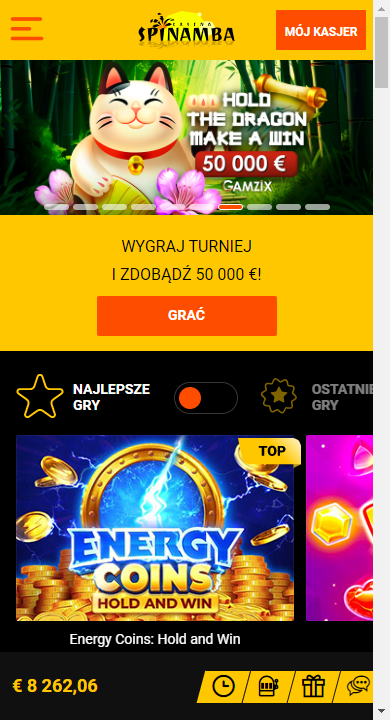 CASINO
SPINAMBA
MÓJ KASJER
HOLD
THE DRAGON
MAKE A WIN
50 000 €
GAMZIX
WYGRAJ TURNIEJ
I ZDOBĄDŹ 50 000 €!
GRAĆ
NAJLEPSZE
GRY
OSTATNIE
GRY
TOP
ENERGY
COINS
HOLD AND WIN
Energy Coins: Hold and Win
€ 8 262,06